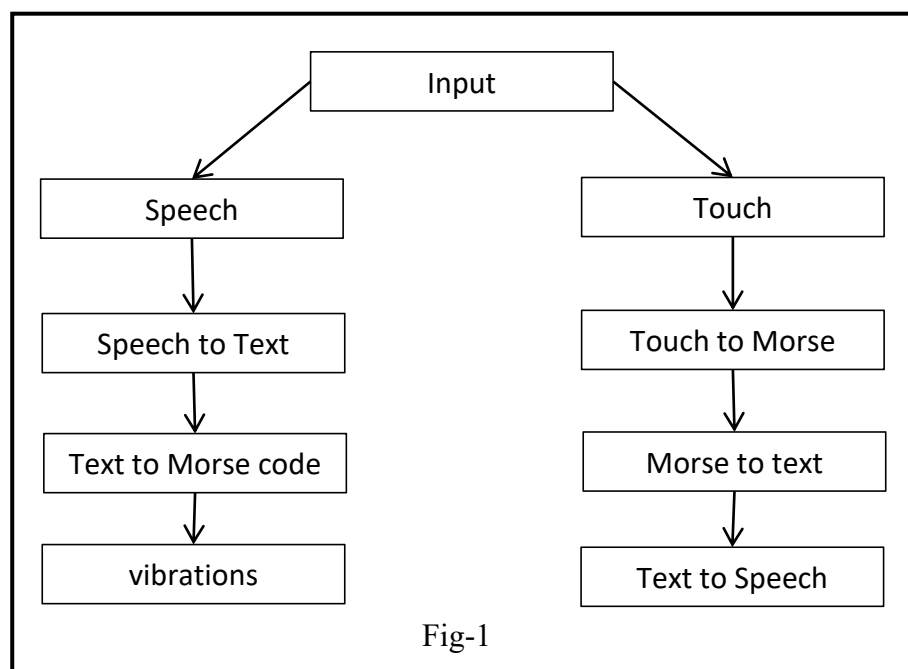 Input
Speech
Touch
Speech to Text
Touch to Morse
Text to Morse code
Morse to text
vibrations
Text to Speech
Fig-1